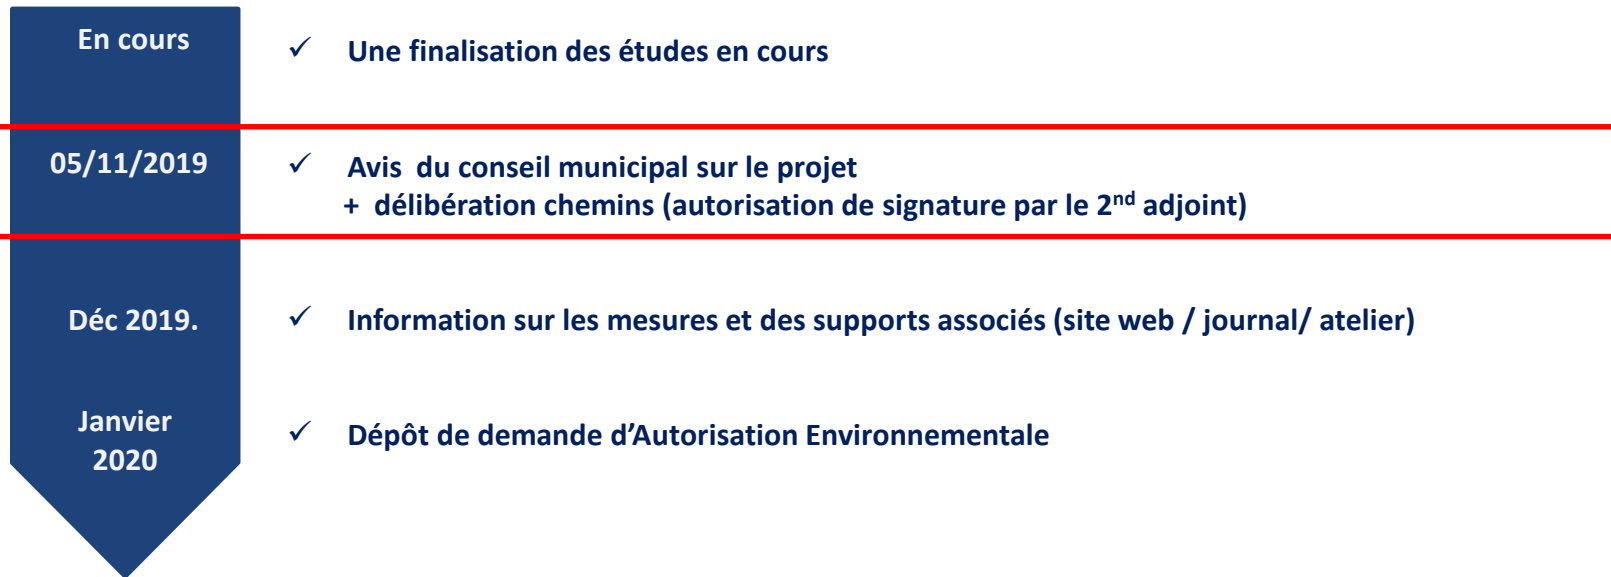 En cours
✓ Une finalisation des études en cours
05/11/2019
✓ Avis du conseil municipal sur le projet
+ délibération chemins (autorisation de signature par le 2nd adjoint)
Déc 2019.
✓ Information sur les mesures et des supports associés (site web / journal/ atelier)
Janvier
2020
✓ Dépôt de demande d’Autorisation Environnementale